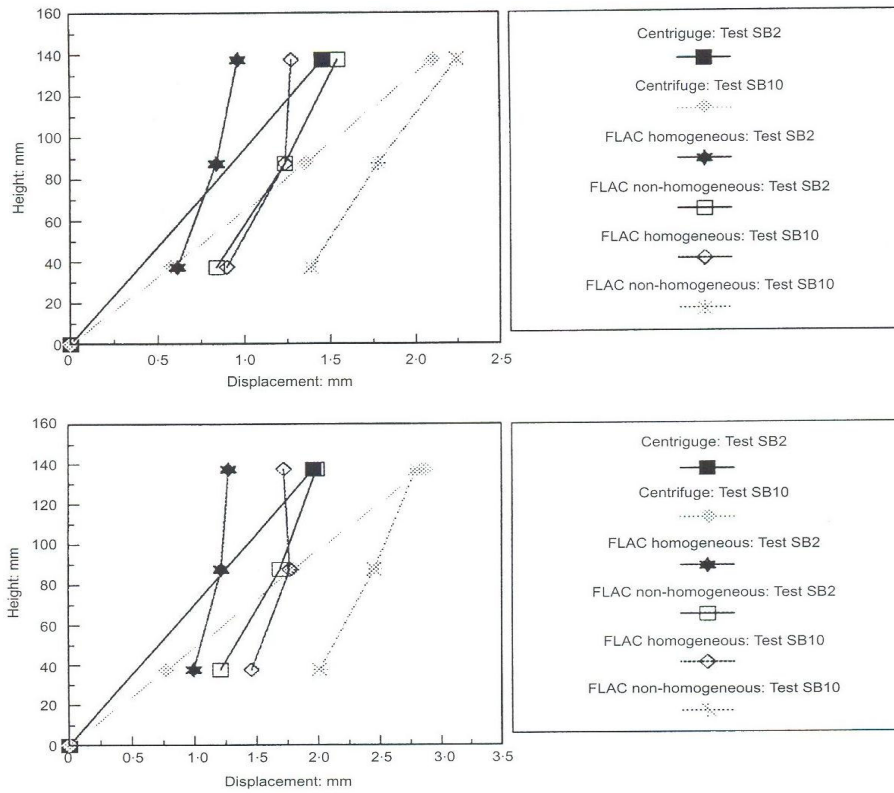 160
140
120
100
80
60
40
20
0
Height: mm
0 0·5 1·0 1·5 2·0 2·5
Displacement: mm
Centriguge: Test SB2
Centrifuge: Test SB10
FLAC homogeneous: Test SB2
FLAC non-homogeneous: Test SB2
FLAC homogeneous: Test SB10
FLAC non-homogeneous: Test SB10
160
140
120
100
80
60
40
20
0
Height: mm
0 0·5 1·0 1·5 2·0 2·5 3·0 3·5
Displacement: mm
Centriguge: Test SB2
Centrifuge: Test SB10
FLAC homogeneous: Test SB2
FLAC non-homogeneous: Test SB2
FLAC homogeneous: Test SB10
FLAC non-homogeneous: Test SB10